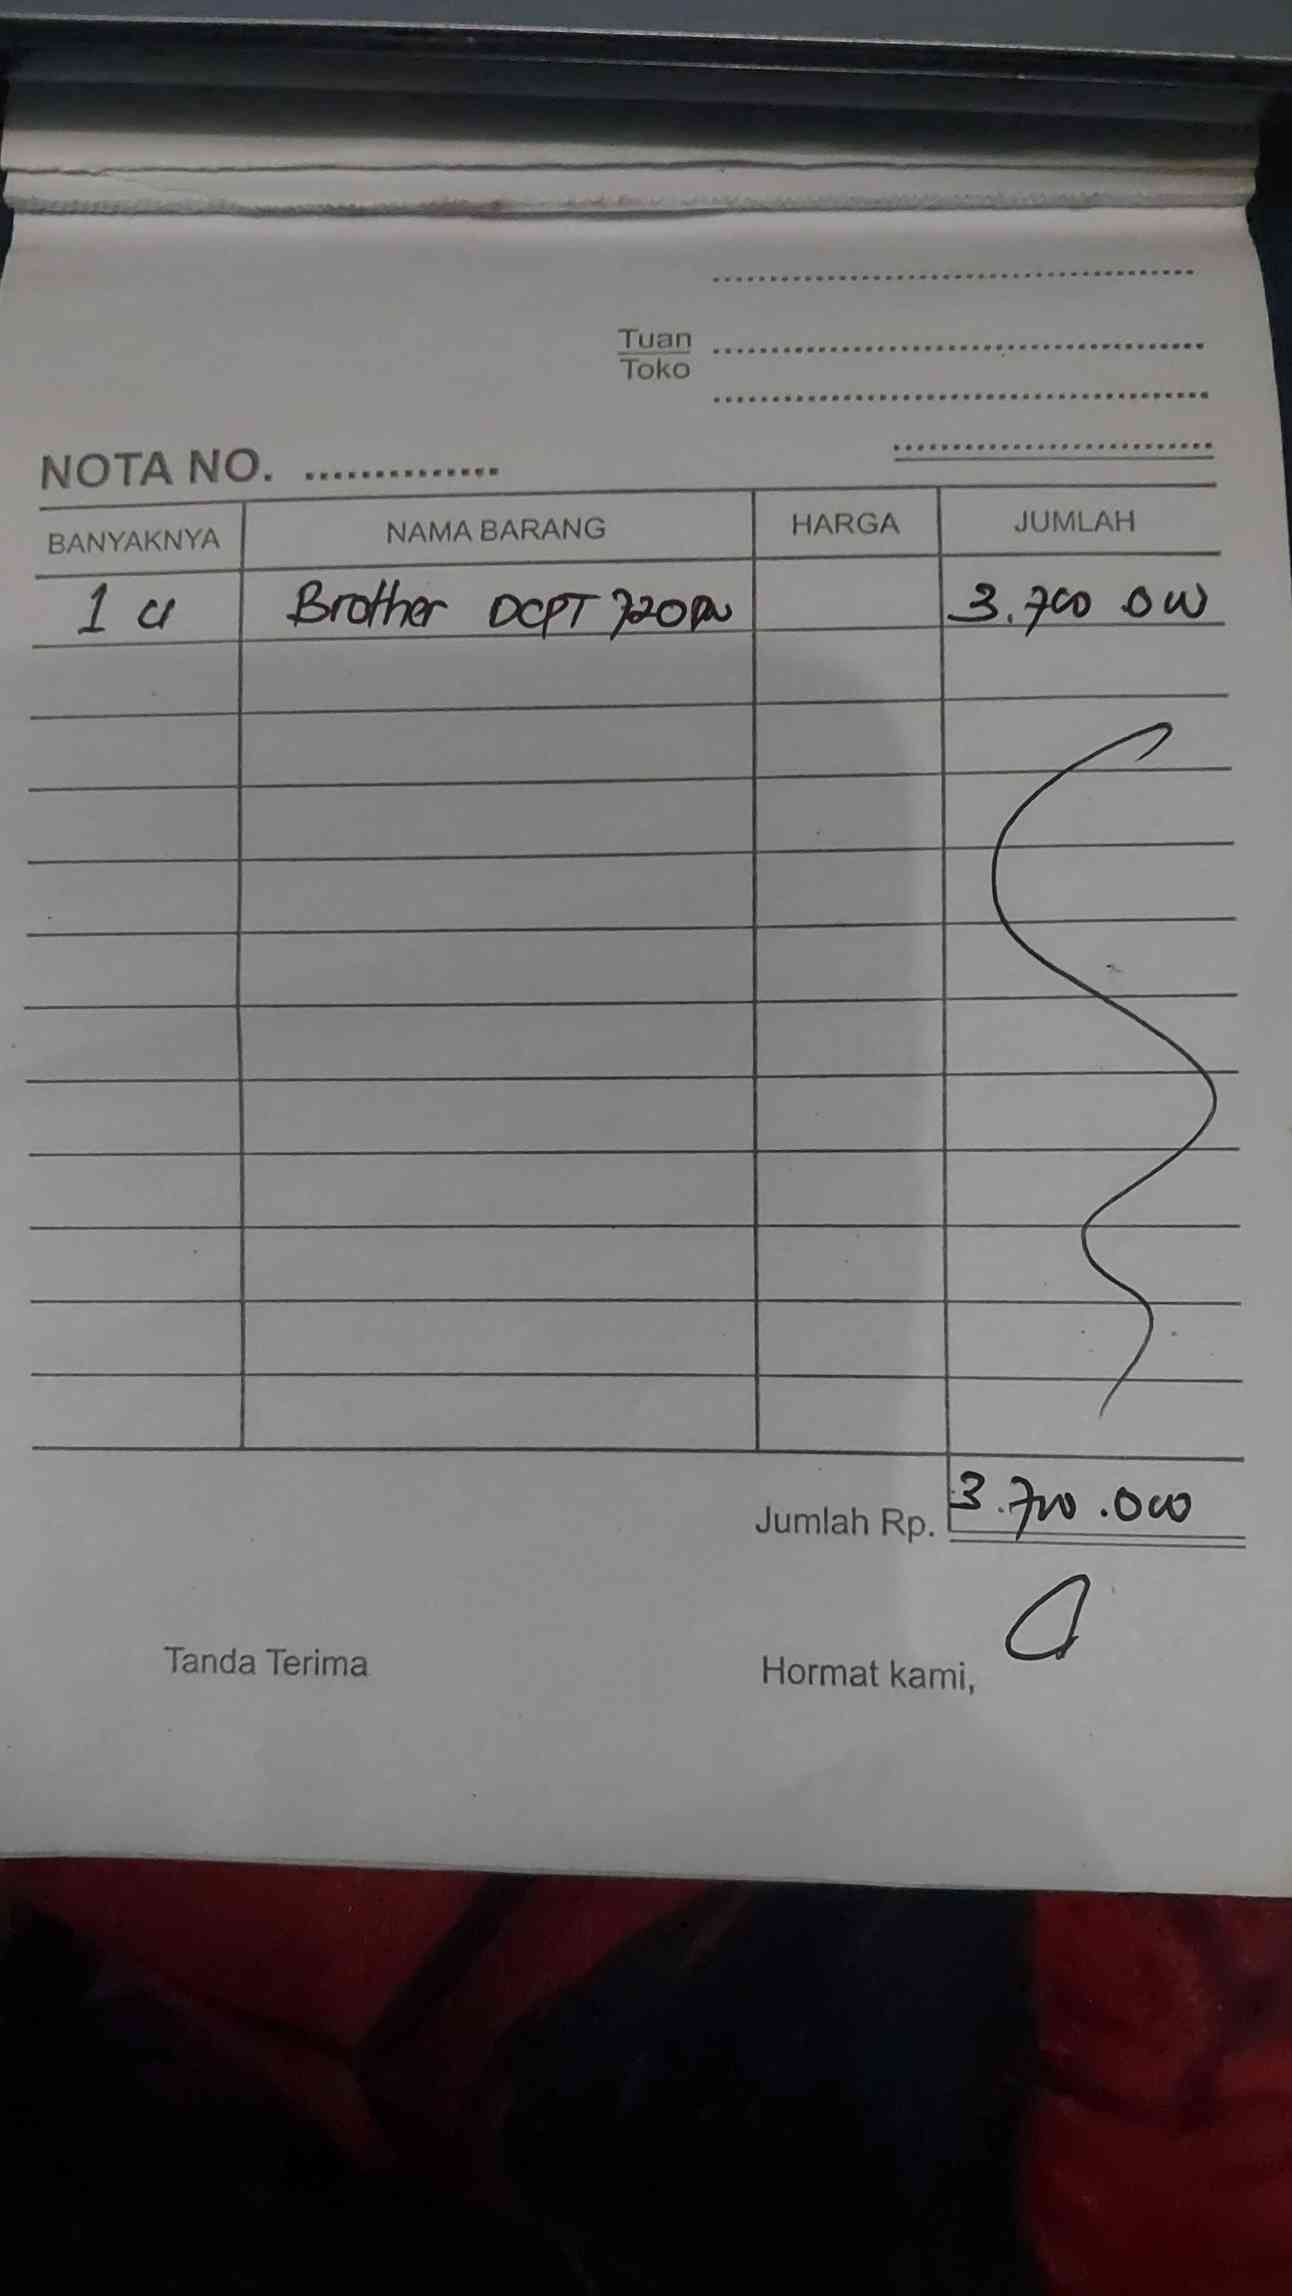 Tuan
Toko
NOTA NO. ..............
BANYAKNYA NAMA BARANG HARGA JUMLAH
1 u Brother DCPT 720DW 3.700.000
Jumlah Rp. 3.700.000
Tanda Terima Hormat kami,